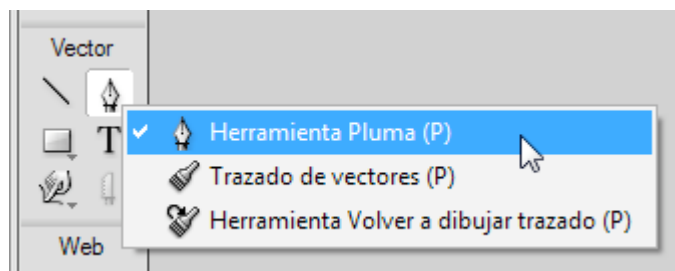 Vector
T
Herramienta Pluma (P)
Trazado de vectores (P)
Herramienta Volver a dibujar trazado (P)
Web